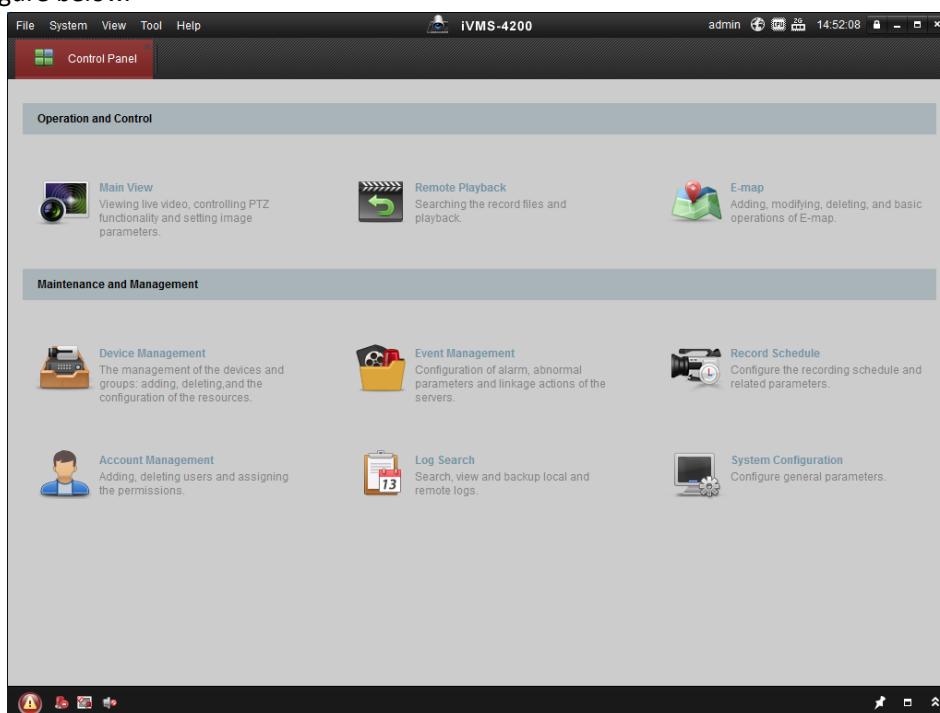 gure below.
File System View Tool Help iVMS-4200 admin 14:52:08
Control Panel
Operation and Control
Main View
Viewing live video, controlling PTZ
functionality and setting image
parameters.
Remote Playback
Searching the record files and
playback.
E-map
Adding, modifying, deleting, and basic
operations of E-map.
Maintenance and Management
Device Management
The management of the devices and
groups: adding, deleting,and the
configuration of the resources.
Event Management
Configuration of alarm, abnormal
parameters and linkage actions of the
servers.
Record Schedule
Configure the recording schedule and
related parameters.
Account Management
Adding, deleting users and assigning
the permissions.
13
Log Search
Search, view and backup local and
remote logs.
System Configuration
Configure general parameters.